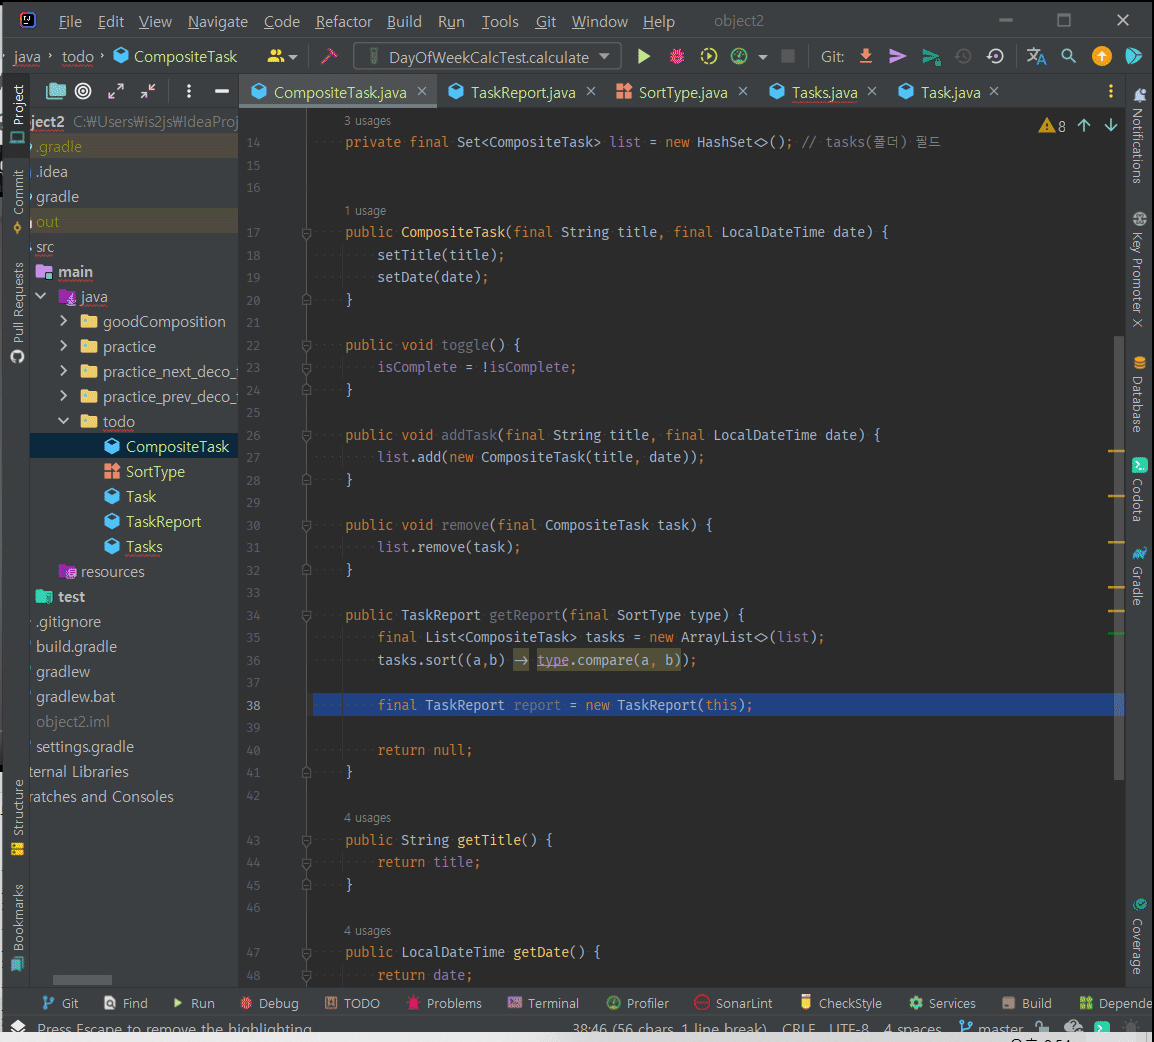 File Edit View Navigate Code Refactor Build Run Tools Git Window Help object2
java todo CompositeTask DayOfWeekCalcTest.calculate Git:
CompositeTask.java TaskReport.java SortType.java Tasks.java Task.java
Project
Commit
Pull Requests
Structure
Bookmarks
ject2 C:₩Users₩is2js₩IdeaProj
.gradle
.idea
gradle
out
src
main
java
goodComposition
practice
practice_next_deco_
practice_prev_deco_
todo
CompositeTask
SortType
Task
TaskReport
Tasks
resources
test
.gitignore
build.gradle
gradlew
gradlew.bat
object2.iml
settings.gradle
ternal Libraries
ratches and Consoles
8
3 usages
14 private final Set<CompositeTask> list = new HashSet<>(); // tasks(폴더) 필드
15
16
1 usage
17 public CompositeTask(final String title, final LocalDateTime date) {
18 setTitle(title);
19 setDate(date);
20 }
21
22 public void toggle() {
23 isComplete = !isComplete;
24 }
25
26 public void addTask(final String title, final LocalDateTime date) {
27 list.add(new CompositeTask(title, date));
28 }
29
30 public void remove(final CompositeTask task) {
31 list.remove(task);
32 }
33
34 public TaskReport getReport(final SortType type) {
35 final List<CompositeTask> tasks = new ArrayList<>(list);
36 tasks.sort((a,b) → type.compare(a, b));
37
38 final TaskReport report = new TaskReport(this);
39
40 return null;
41 }
42
4 usages
43 public String getTitle() {
44 return title;
45 }
46
4 usages
47 public LocalDateTime getDate() {
48 return date;
Notifications
Key Promoter X
Database
Codota
Gradle
Coverage
Git Find Run Debug TODO Problems Terminal Profiler SonarLint CheckStyle Services Build Depende
Press Escape to remove the highlighting 38:46 (56 chars, 1 line break) CRLF UTF-8 4 spaces master